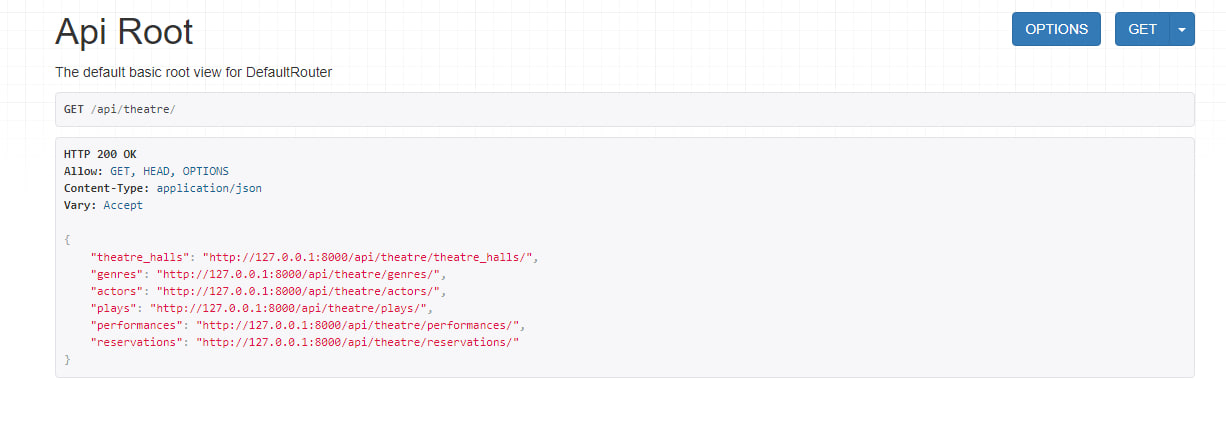 Api Root
OPTIONS
GET
The default basic root view for DefaultRouter
GET /api/theatre/
HTTP 200 OK
Allow: GET, HEAD, OPTIONS
Content-Type: application/json
Vary: Accept
{
    "theatre_halls": "http://127.0.0.1:8000/api/theatre/theatre_halls/",
    "genres": "http://127.0.0.1:8000/api/theatre/genres/",
    "actors": "http://127.0.0.1:8000/api/theatre/actors/",
    "plays": "http://127.0.0.1:8000/api/theatre/plays/",
    "performances": "http://127.0.0.1:8000/api/theatre/performances/",
    "reservations": "http://127.0.0.1:8000/api/theatre/reservations/"
}